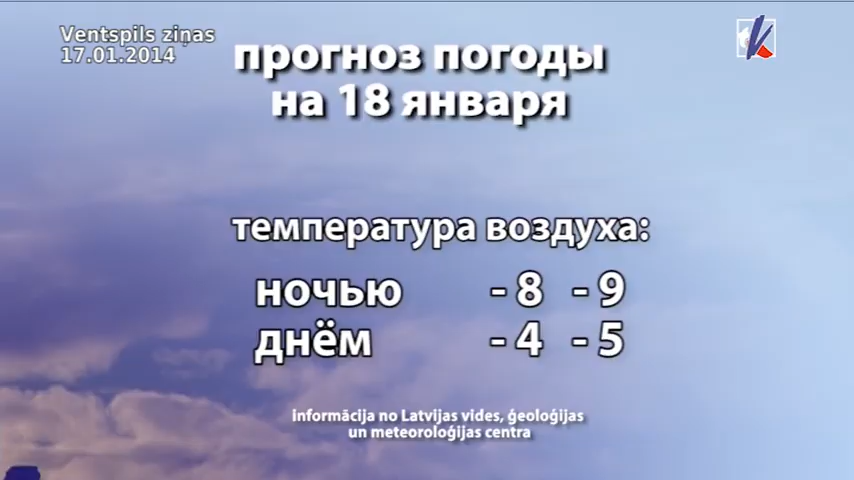 Ventspils ziņas
17.01.2014
прогноз погоды
на 18 января
температура воздуха:
ночью - 8 - 9
днём - 4 - 5
informācija no Latvijas vides, ģeoloģijas
un meteoroloģijas centra